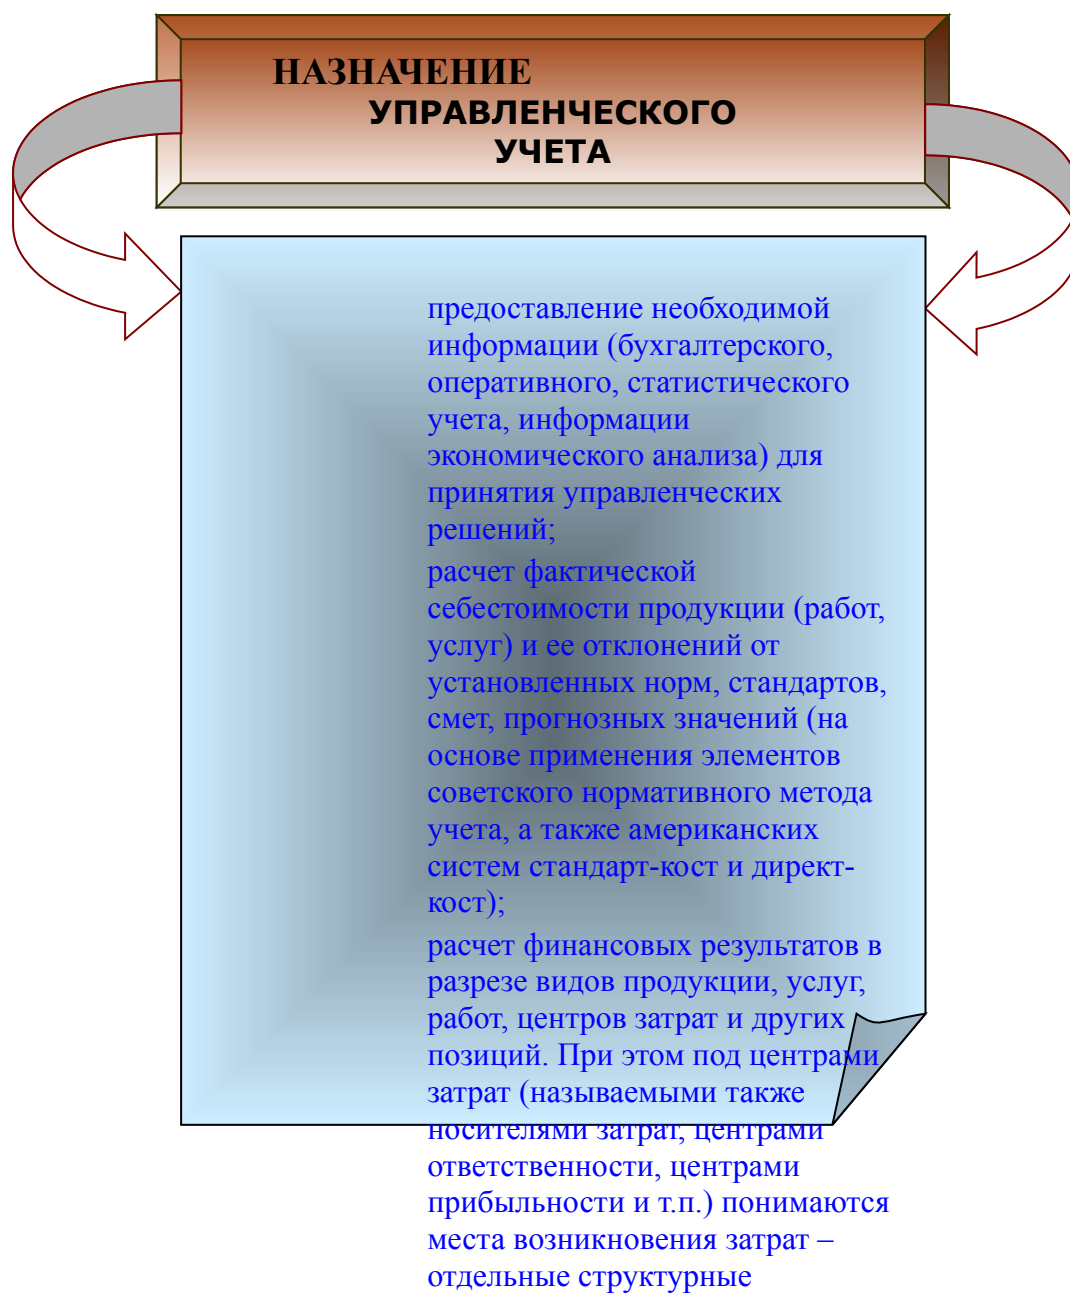 НАЗНАЧЕНИЕ
УПРАВЛЕНЧЕСКОГО
УЧЕТА
предоставление необходимой
информации (бухгалтерского,
оперативного, статистического
учета, информации
экономического анализа) для
принятия управленческих
решений;
расчет фактической
себестоимости продукции (работ,
услуг) и ее отклонений от
установленных норм, стандартов,
смет, прогнозных значений (на
основе применения элементов
советского нормативного метода
учета, а также американских
систем стандарт-кост и директ-
кост);
расчет финансовых результатов в
разрезе видов продукции, услуг,
работ, центров затрат и других
позиций. При этом под центрами
затрат (называемыми также
носителями затрат, центрами
ответственности, центрами
прибыльности и т.п.) понимаются
места возникновения затрат –
отдельные структурные